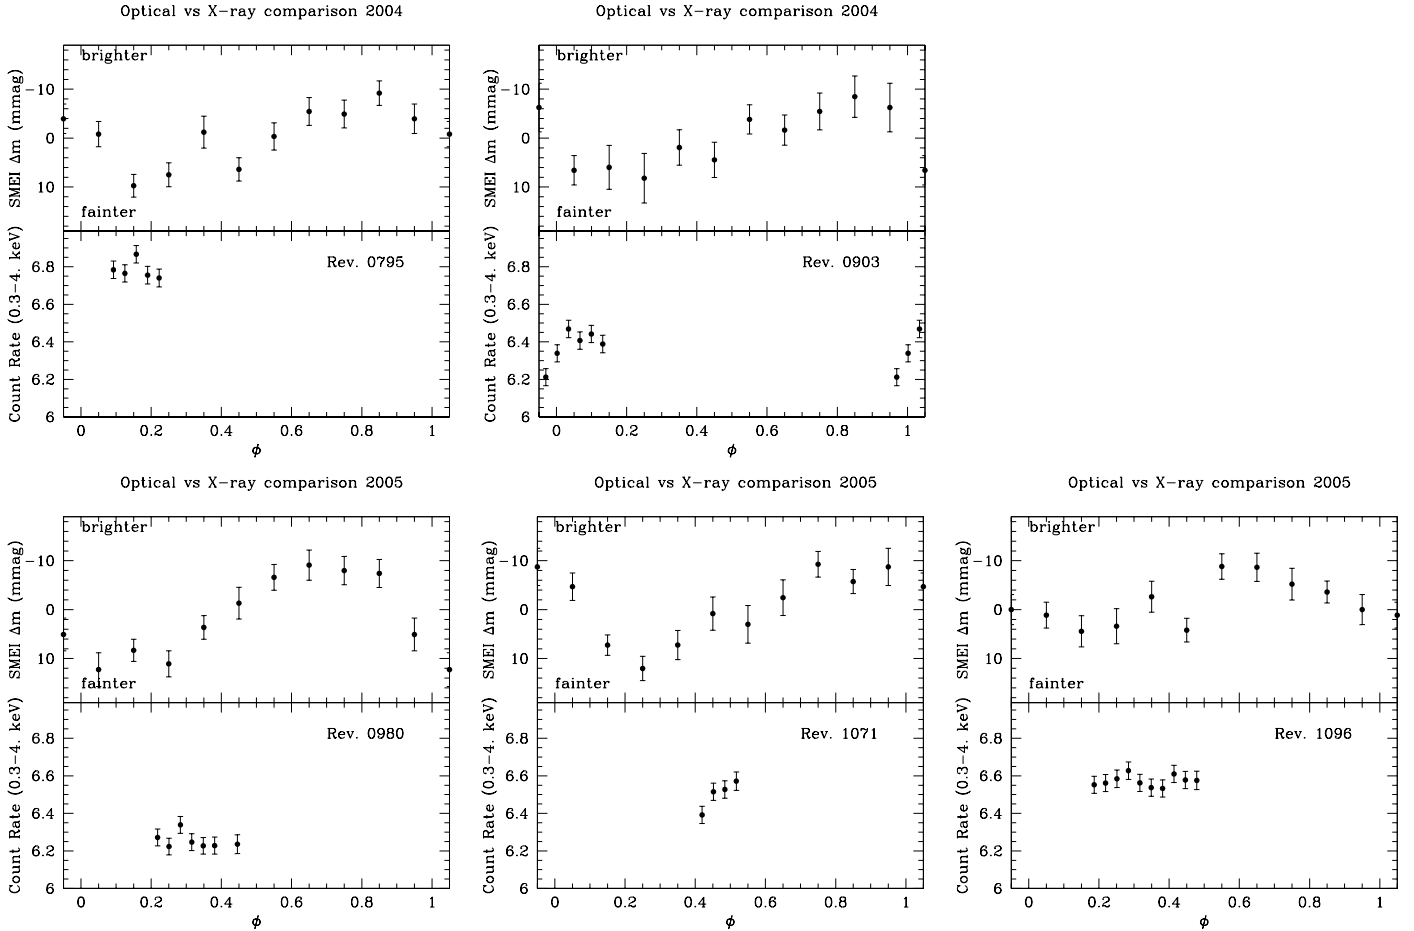 Optical vs X−ray comparison 2004
SMEI Δm (mmag)
−10
0
10
brighter
fainter
Count Rate (0.3−4. keV)
6.8
6.6
6.4
6.2
6
Rev. 0795
0 0.2 0.4 0.6 0.8 1
ϕ
Optical vs X−ray comparison 2004
SMEI Δm (mmag)
−10
0
10
brighter
fainter
Count Rate (0.3−4. keV)
6.8
6.6
6.4
6.2
6
Rev. 0903
0 0.2 0.4 0.6 0.8 1
ϕ
Optical vs X−ray comparison 2005
SMEI Δm (mmag)
−10
0
10
brighter
fainter
Count Rate (0.3−4. keV)
6.8
6.6
6.4
6.2
6
Rev. 0980
0 0.2 0.4 0.6 0.8 1
ϕ
Optical vs X−ray comparison 2005
SMEI Δm (mmag)
−10
0
10
brighter
fainter
Count Rate (0.3−4. keV)
6.8
6.6
6.4
6.2
6
Rev. 1071
0 0.2 0.4 0.6 0.8 1
ϕ
Optical vs X−ray comparison 2005
SMEI Δm (mmag)
−10
0
10
brighter
fainter
Count Rate (0.3−4. keV)
6.8
6.6
6.4
6.2
6
Rev. 1096
0 0.2 0.4 0.6 0.8 1
ϕ